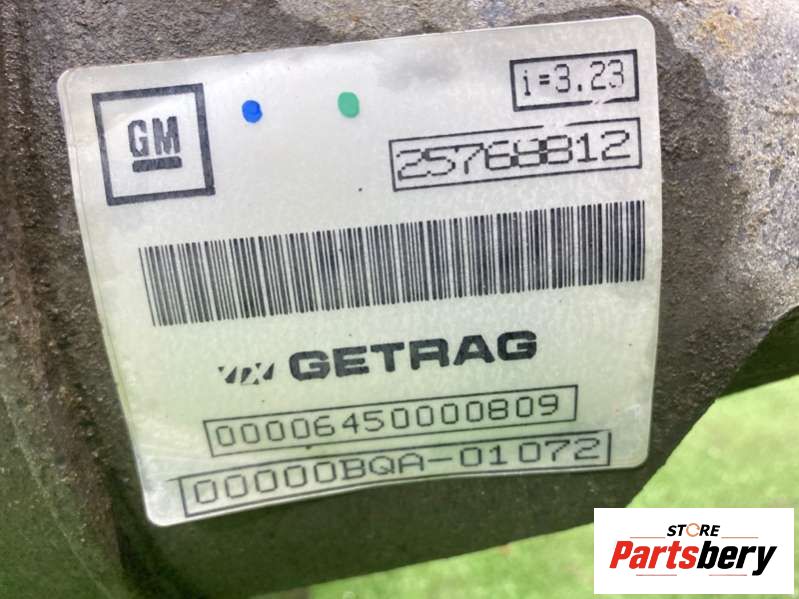 GM
i=3.23
25768812
GETRAG
00006450000809
00000BQA-01072
STORE
Partsbery